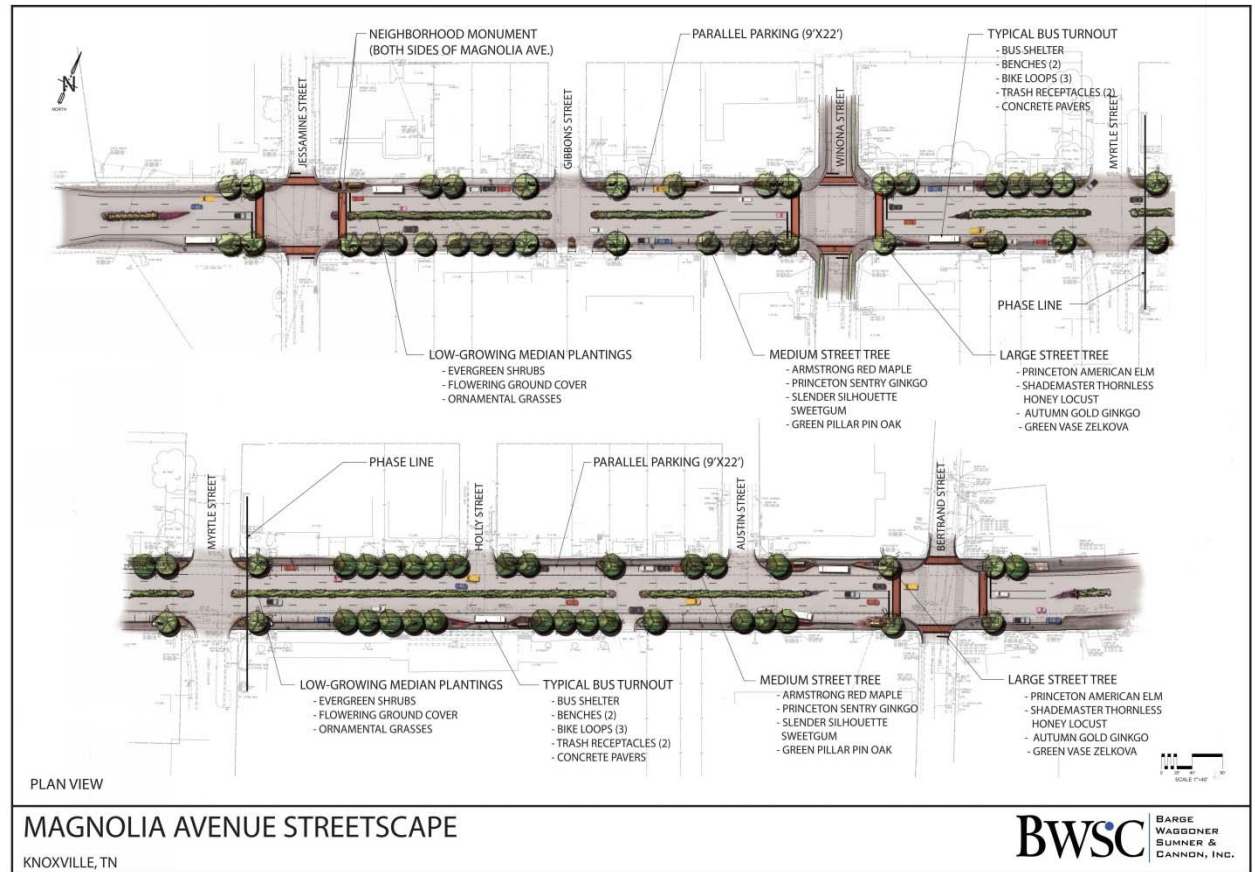 NEIGHBORHOOD MONUMENT
(BOTH SIDES OF MAGNOLIA AVE.)
PARALLEL PARKING (9'X22')
TYPICAL BUS TURNOUT
- BUS SHELTER
- BENCHES (2)
- BIKE LOOPS (3)
- TRASH RECEPTACLES (2)
- CONCRETE PAVERS
N
NORTH
JESSAMINE STREET
GIBBONS STREET
WINONA STREET
MYRTLE STREET
PHASE LINE
LOW-GROWING MEDIAN PLANTINGS
- EVERGREEN SHRUBS
- FLOWERING GROUND COVER
- ORNAMENTAL GRASSES
MEDIUM STREET TREE
- ARMSTRONG RED MAPLE
- PRINCETON SENTRY GINKGO
- SLENDER SILHOUETTE
SWEETGUM
- GREEN PILLAR PIN OAK
LARGE STREET TREE
- PRINCETON AMERICAN ELM
- SHADEMASTER THORNLESS
HONEY LOCUST
- AUTUMN GOLD GINKGO
- GREEN VASE ZELKOVA
PHASE LINE
PARALLEL PARKING (9'X22')
MYRTLE STREET
HOLLY STREET
AUSTIN STREET
BERTRAND STREET
LOW-GROWING MEDIAN PLANTINGS
- EVERGREEN SHRUBS
- FLOWERING GROUND COVER
- ORNAMENTAL GRASSES
TYPICAL BUS TURNOUT
- BUS SHELTER
- BENCHES (2)
- BIKE LOOPS (3)
- TRASH RECEPTACLES (2)
- CONCRETE PAVERS
MEDIUM STREET TREE
- ARMSTRONG RED MAPLE
- PRINCETON SENTRY GINKGO
- SLENDER SILHOUETTE
SWEETGUM
- GREEN PILLAR PIN OAK
LARGE STREET TREE
- PRINCETON AMERICAN ELM
- SHADEMASTER THORNLESS
HONEY LOCUST
- AUTUMN GOLD GINKGO
- GREEN VASE ZELKOVA
SCALE 1"=40'
PLAN VIEW
MAGNOLIA AVENUE STREETSCAPE
KNOXVILLE, TN
BWSC
BARGE
WAGGONER
SUMNER &
CANNON, INC.